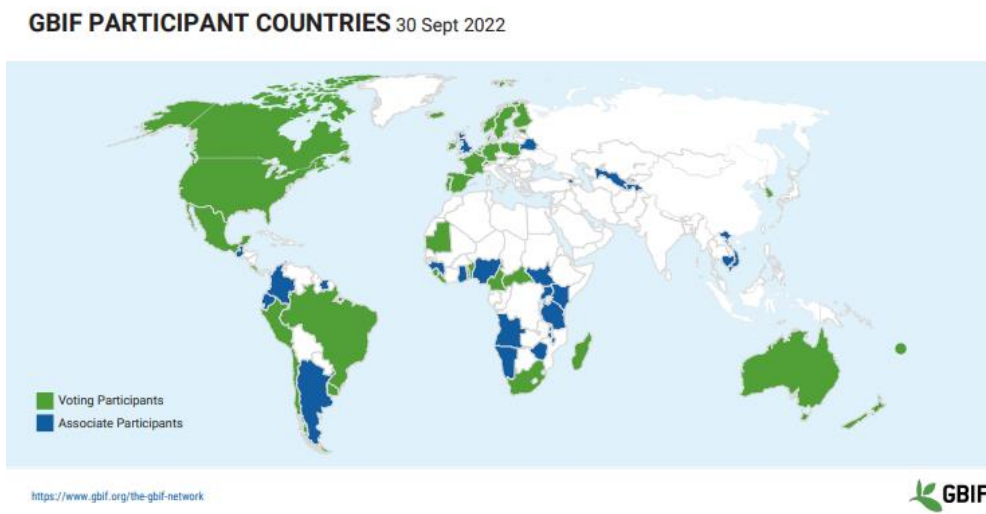 GBIF PARTICIPANT COUNTRIES 30 Sept 2022
Voting Participants
Associate Participants
https://www.gbif.org/the-gbif-network
GBIF